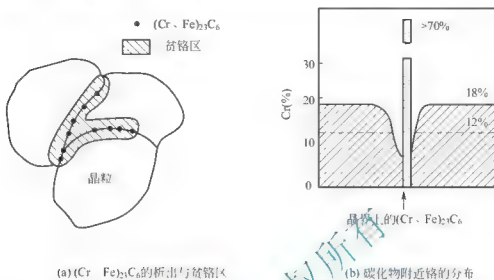 (Cr、Fe)₂₃C₆
贫铬区
晶粒
>70%
Cr(%)
30
20
10
0
18%
12%
晶界上的(Cr、Fe)₂₃C₆
(a) (Cr Fe)₂₃C₆的析出与贫铬区
(b) 碳化物附近铬的分布
所有